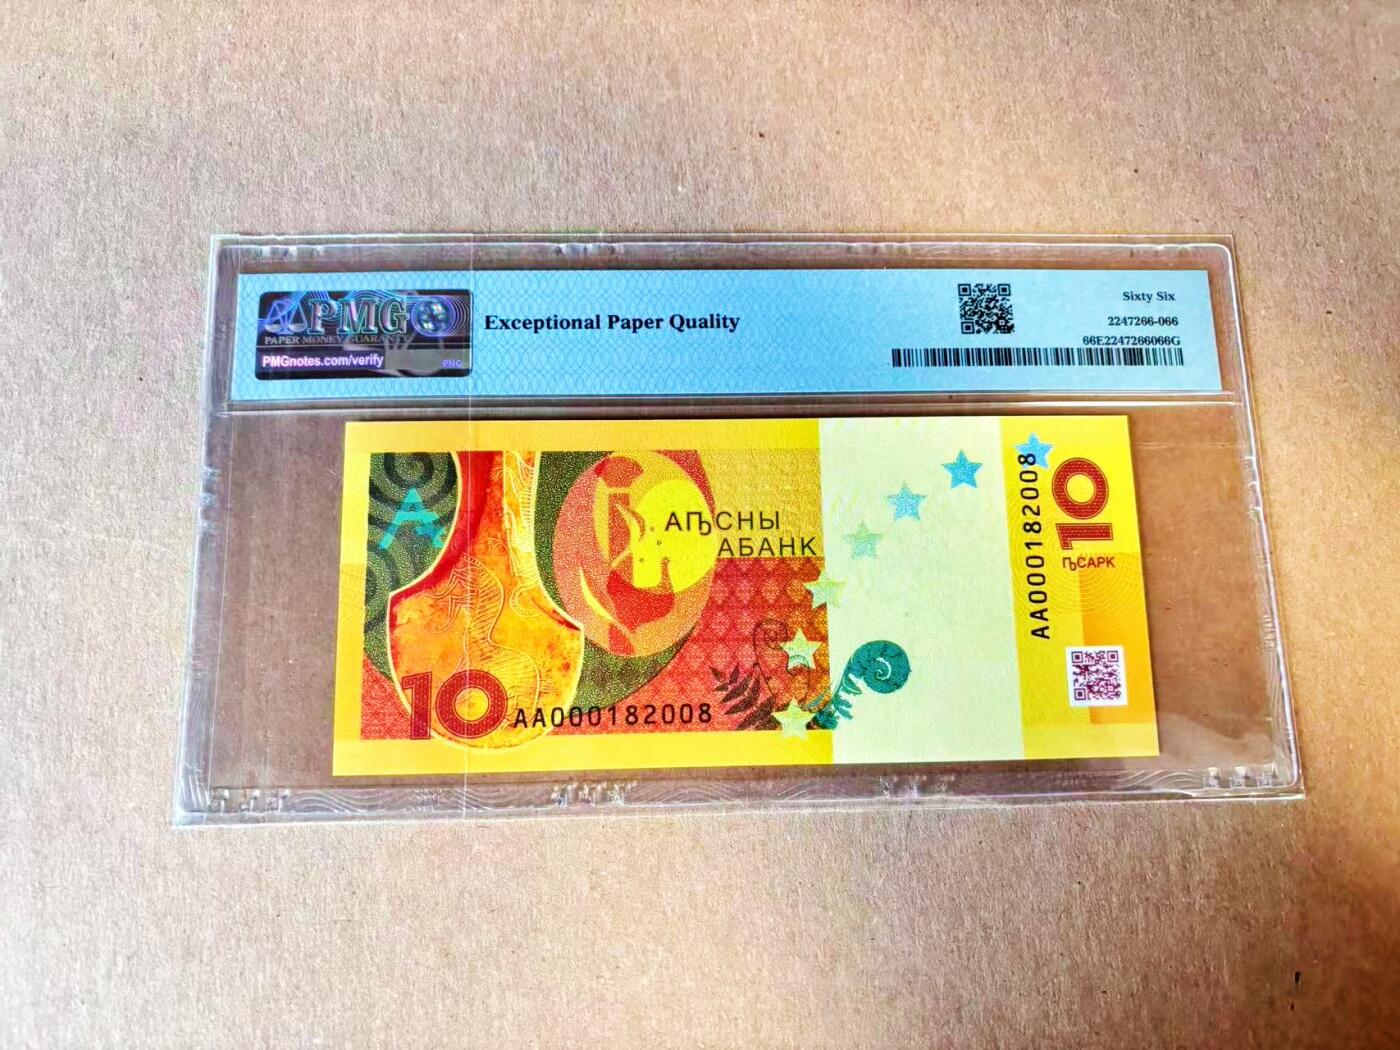 PMG
PAPER MONEY GUARANTY
PMGnotes.com/verify
PNG
Exceptional Paper Quality
Sixty Six
2247266-066
66E2247266066G
А
АԤСНЫ
АБАНК
10
AA000182008
AA000182008
10
ԤСАРК